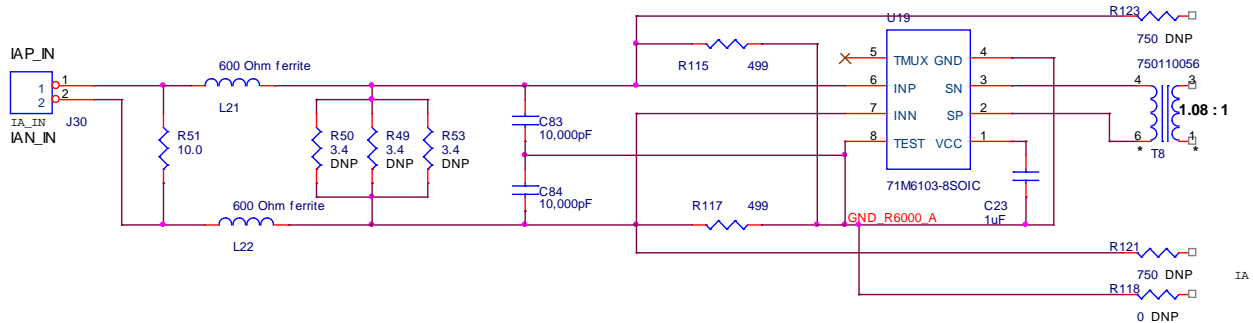 R123
U19
IAP_IN
600 Ohm ferrite
750 DNP
R115 499
5 TMUX GND 4
750110056
1 1
6 INP SN 3
4 3
2 2
L21
IA_IN J30
C83
7 INN SP 2
1.08 : 1
IAN_IN
R51
R50 R49 R53
10,000pF
10.0
3.4 3.4 3.4
8 TEST VCC 1
6 1
DNP DNP DNP
* *
T8
71M6103-8SOIC
C84
600 Ohm ferrite
10,000pF
R117 499
GND_R6000_A
C23
1uF
L22
R121
750 DNP
IA
R118
0 DNP